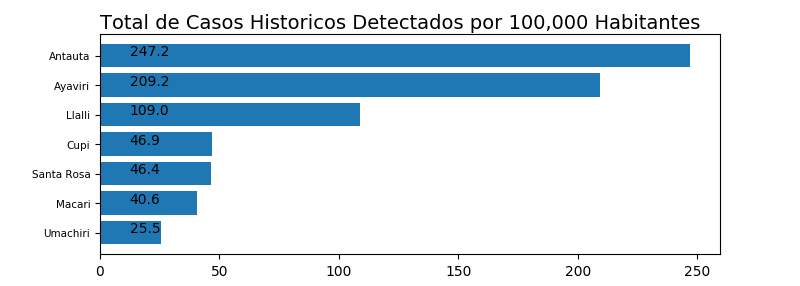 Total de Casos Historicos Detectados por 100,000 Habitantes
Antauta 247.2
Ayaviri 209.2
Llalli 109.0
Cupi 46.9
Santa Rosa 46.4
Macari 40.6
Umachiri 25.5
0 50 100 150 200 250